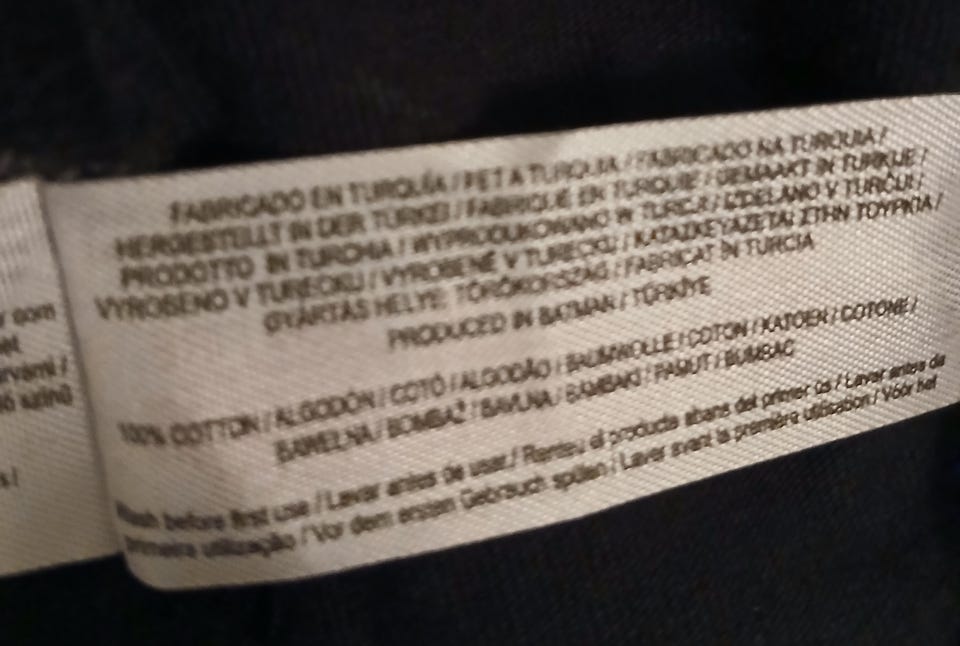 FABRICADO EN TURQUÍA / FET A TURQUIA / FABRICADO NA TURQUIA /
HERGESTELLT IN DER TÜRKEI / FABRIQUÉ EN TURQUIE / GEMAAKT IN TURKIJE /
PRODOTTO IN TURCHIA / WYPRODUKOWANO W TURCJI / IZDELANO V TURČIJI /
VYROBENO V TURECKU / VYROBENÉ V TURECKU / ΚΑΤΑΣΚΕΥΑΖΕΤΑΙ ΣΤΗΝ ΤΟΥΡΚΙΑ /
GYÁRTÁS HELYE: TÖRÖKORSZÁG / FABRICAT ÎN TURCIA
PRODUCED IN BATMAN / TÜRKİYE
100% COTTON / ALGODÓN / COTÓ / ALGODÃO / BAUMWOLLE / COTON / KATOEN / COTONE /
BAWEŁNA / BOMBAŽ / BAVLNA / ΒΑΜΒΑΚΙ / PAMUT / BUMBAC
Wash before first use / Lavar antes de usar / Renteu el producte abans del primer ús / Lavar antes da
primeira utilização / Vor dem ersten Gebrauch spülen / Laver avant la première utilisation / Vóór het